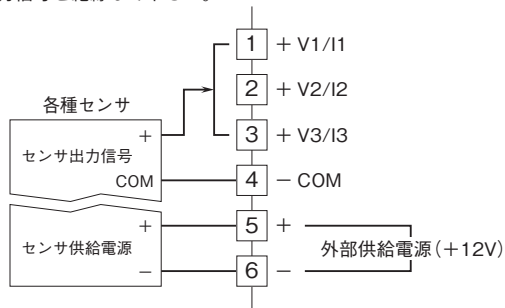 1 + V1/I1
2 + V2/I2
各種センサ
+ 3 + V3/I3
センサ出力信号
COM 4 − COM
+ 5 +
センサ供給電源 外部供給電源（＋12V）
− 6 −